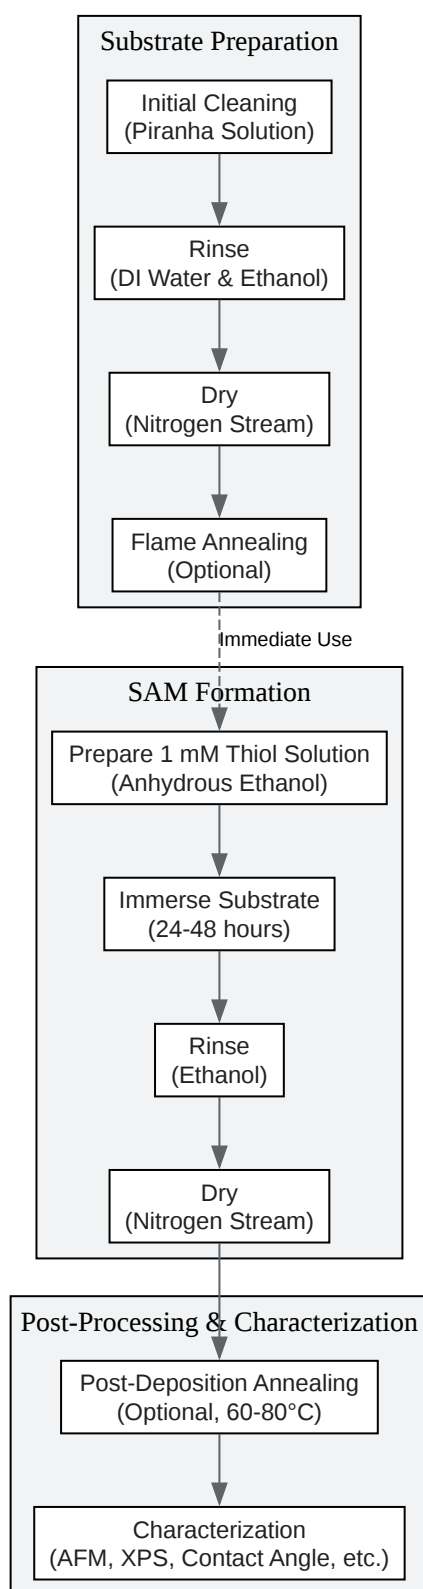 Substrate Preparation
Initial Cleaning
(Piranha Solution)
Rinse
(DI Water & Ethanol)
Dry
(Nitrogen Stream)
Flame Annealing
(Optional)
Immediate Use
SAM Formation
Prepare 1 mM Thiol Solution
(Anhydrous Ethanol)
Immerse Substrate
(24-48 hours)
Rinse
(Ethanol)
Dry
(Nitrogen Stream)
Post-Processing & Characterization
Post-Deposition Annealing
(Optional, 60-80°C)
Characterization
(AFM, XPS, Contact Angle, etc.)